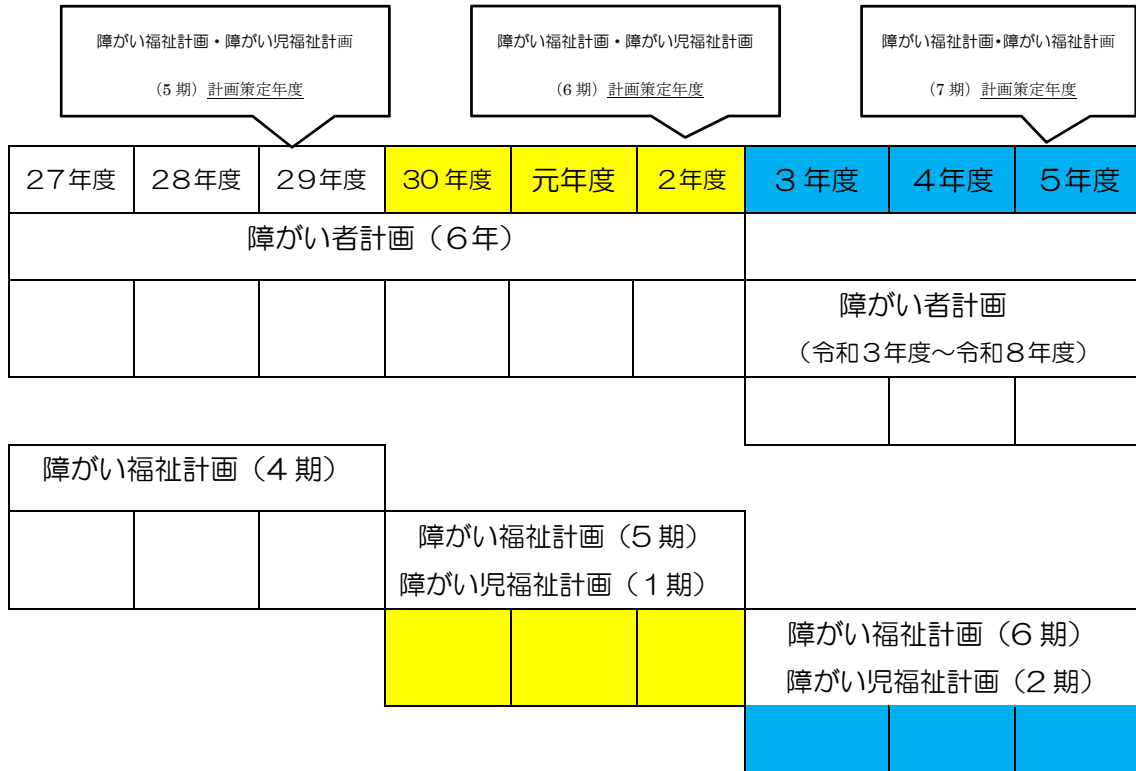 障がい福祉計画・障がい児福祉計画
（5 期）計画策定年度
障がい福祉計画・障がい児福祉計画
（6 期）計画策定年度
障がい福祉計画・障がい福祉計画
（7 期）計画策定年度
27年度 28年度 29年度 30年度 元年度 2年度 3年度 4年度 5年度
障がい者計画（6年）
障がい者計画
（令和3年度～令和8年度）
障がい福祉計画（4期）
障がい福祉計画（5期）
障がい児福祉計画（1期）
障がい福祉計画（6期）
障がい児福祉計画（2期）